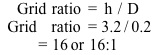 Grid ratio = h / D
Grid ratio = 3.2 / 0.2
= 16 or 16:1